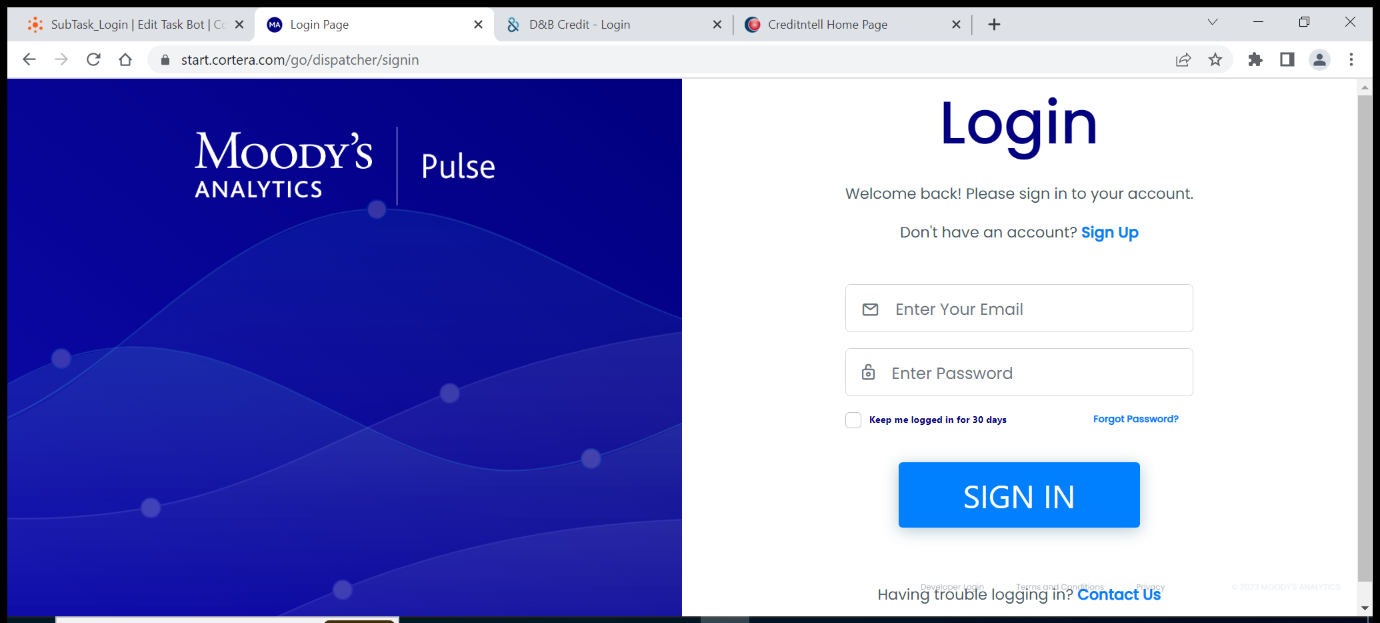 SubTask_Login | Edit Task Bot | Co
Login Page
D&B Credit - Login
Creditntell Home Page
start.cortera.com/go/dispatcher/signin
MOODY'S
ANALYTICS
Pulse
Login
Welcome back! Please sign in to your account.
Don't have an account? Sign Up
Enter Your Email
Enter Password
Keep me logged in for 30 days
Forgot Password?
SIGN IN
Developer Login Terms and Conditions Privacy © 2022 MOODY'S ANALYTICS
Having trouble logging in? Contact Us
MA